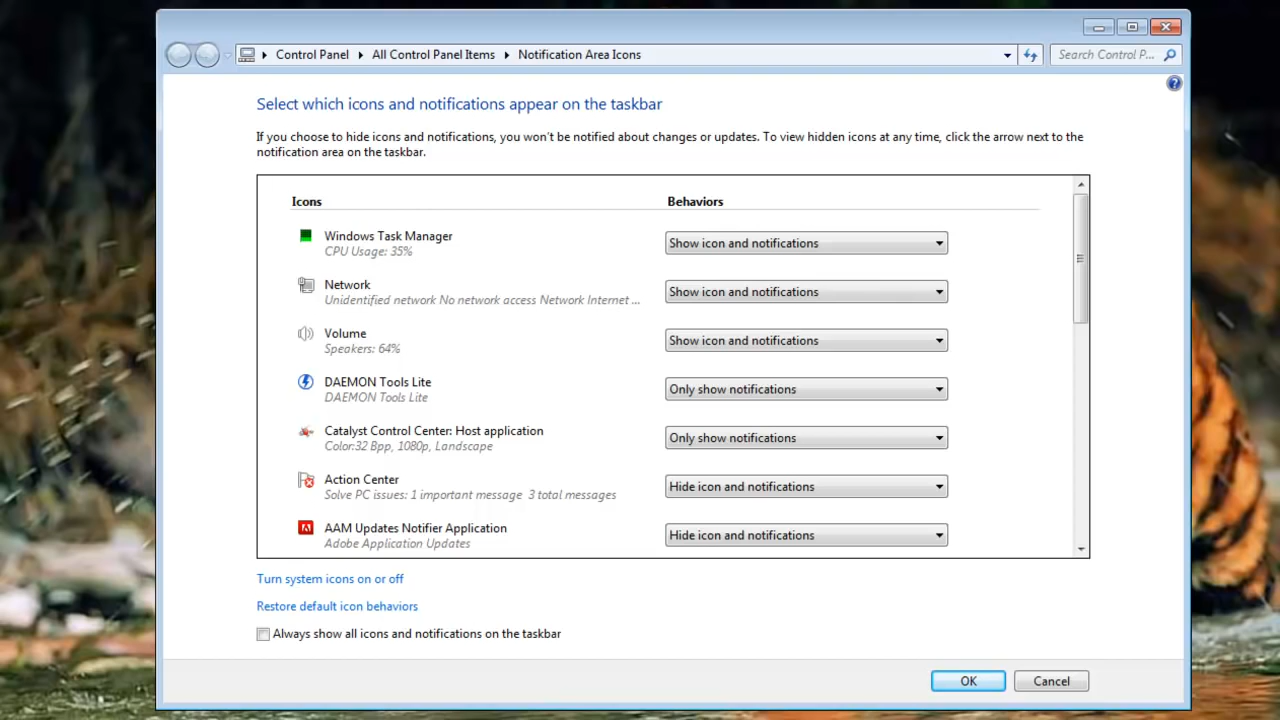 Control Panel
All Control Panel Items
Notification Area Icons
Search Control P...
Select which icons and notifications appear on the taskbar
If you choose to hide icons and notifications, you won't be notified about changes or updates. To view hidden icons at any time, click the arrow next to the
notification area on the taskbar.
Icons
Behaviors
Windows Task Manager
CPU Usage: 35%
Show icon and notifications
Network
Unidentified network No network access Network Internet ...
Show icon and notifications
Volume
Speakers: 64%
Show icon and notifications
DAEMON Tools Lite
DAEMON Tools Lite
Only show notifications
Catalyst Control Center: Host application
Color:32 Bpp, 1080p, Landscape
Only show notifications
Action Center
Solve PC issues: 1 important message  3 total messages
Hide icon and notifications
AAM Updates Notifier Application
Adobe Application Updates
Hide icon and notifications
Turn system icons on or off
Restore default icon behaviors
Always show all icons and notifications on the taskbar
OK
Cancel